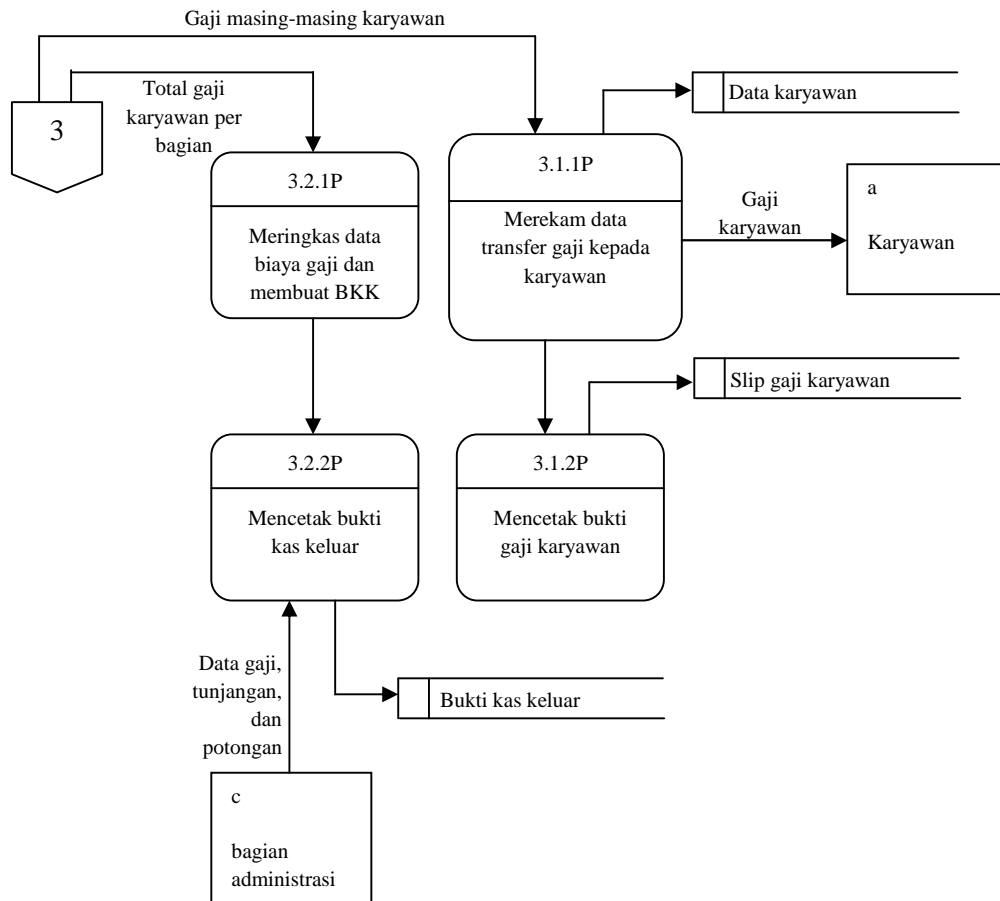 Gaji masing-masing karyawan
Total gaji
karyawan per
bagian
3
Data karyawan
3.2.1P
Meringkas data
biaya gaji dan
membuat BKK
3.1.1P
Merekam data
transfer gaji kepada
karyawan
Gaji
karyawan
a
Karyawan
Slip gaji karyawan
3.2.2P
Mencetak bukti
kas keluar
3.1.2P
Mencetak bukti
gaji karyawan
Data gaji,
tunjangan,
dan
potongan
Bukti kas keluar
c
bagian
administrasi